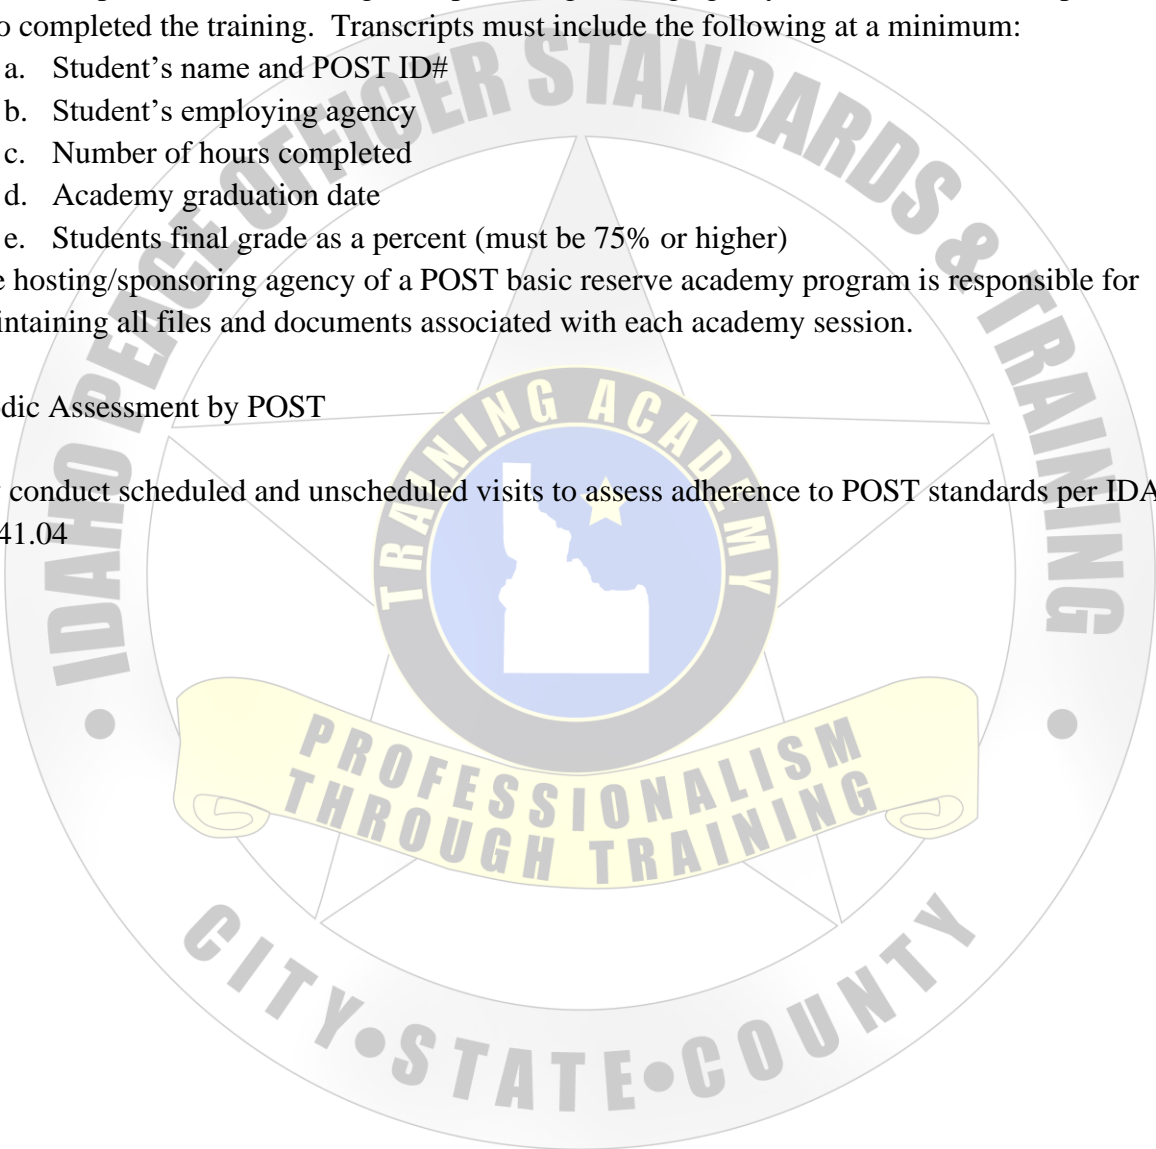 o completed the training. Transcripts must include the following at a minimum:
a. Student's name and POST ID#
b. Student's employing agency
c. Number of hours completed
d. Academy graduation date
e. Students final grade as a percent (must be 75% or higher)
e hosting/sponsoring agency of a POST basic reserve academy program is responsible for
intaining all files and documents associated with each academy session.
dic Assessment by POST
conduct scheduled and unscheduled visits to assess adherence to POST standards per IDA
41.04
IDAHO PEACE OFFICER STANDARDS & TRAINING
TRAINING ACADEMY
PROFESSIONALISM
THROUGH TRAINING
CITY•STATE•COUNTY